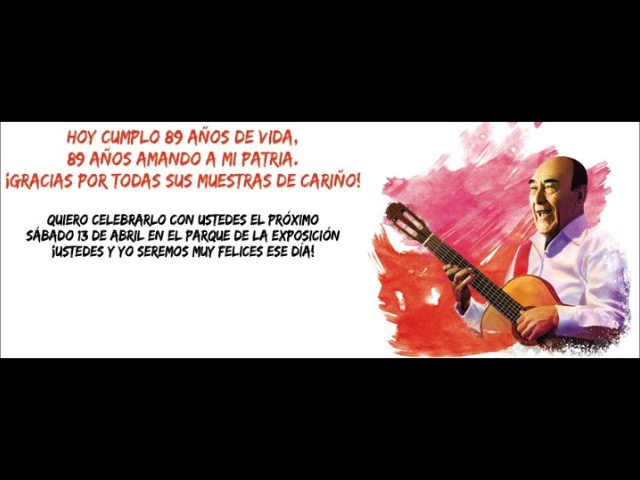 HOY CUMPLO 89 AÑOS DE VIDA,
89 AÑOS AMANDO A MI PATRIA.
¡GRACIAS POR TODAS SUS MUESTRAS DE CARIÑO!
QUIERO CELEBRARLO CON USTEDES EL PRÓXIMO
SÁBADO 13 DE ABRIL EN EL PARQUE DE LA EXPOSICIÓN
¡USTEDES Y YO SEREMOS MUY FELICES ESE DÍA!